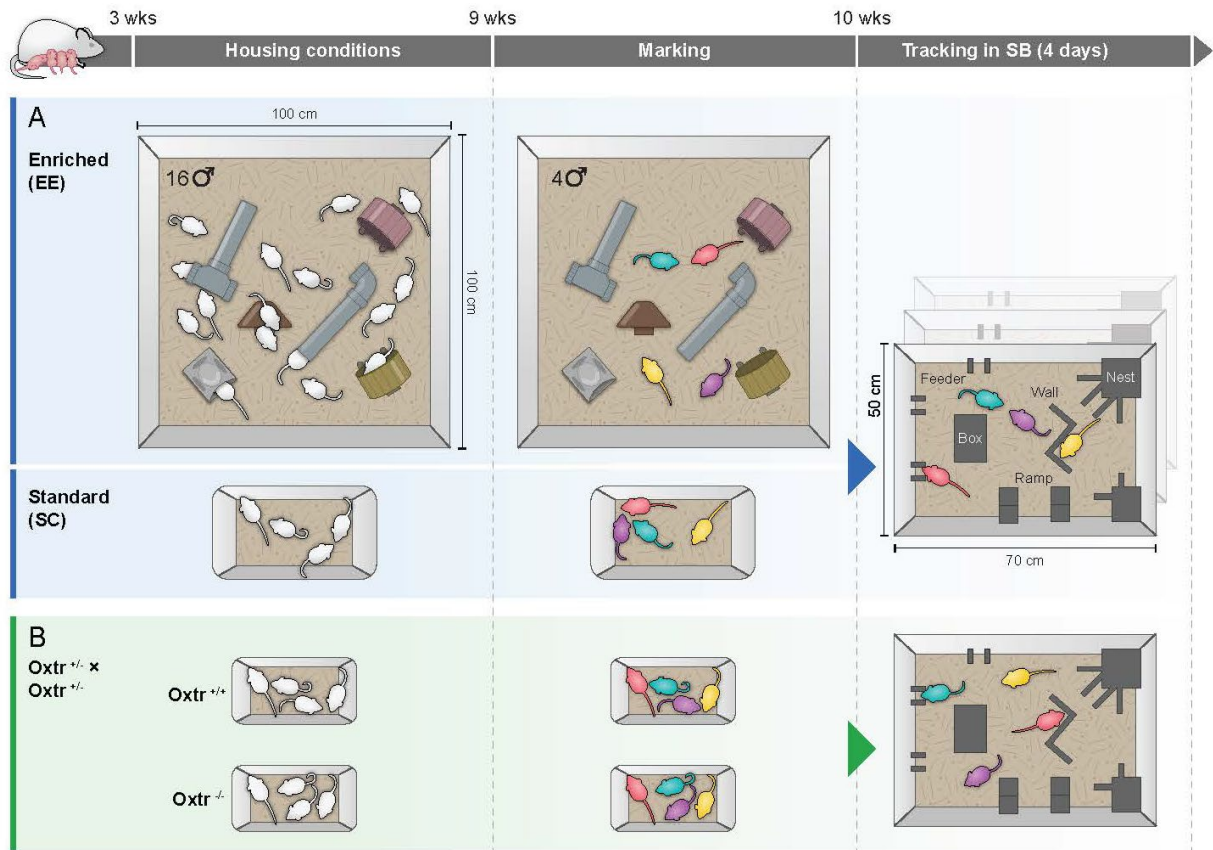 3 wks
9 wks
10 wks
Housing conditions
Marking
Tracking in SB (4 days)
A
Enriched
(EE)
100 cm
100 cm
16♂
4♂
50 cm
Feeder
Wall
Nest
Box
Ramp
70 cm
Standard
(SC)
B
Oxtr +/- ×
Oxtr +/-
Oxtr +/+
Oxtr -/-